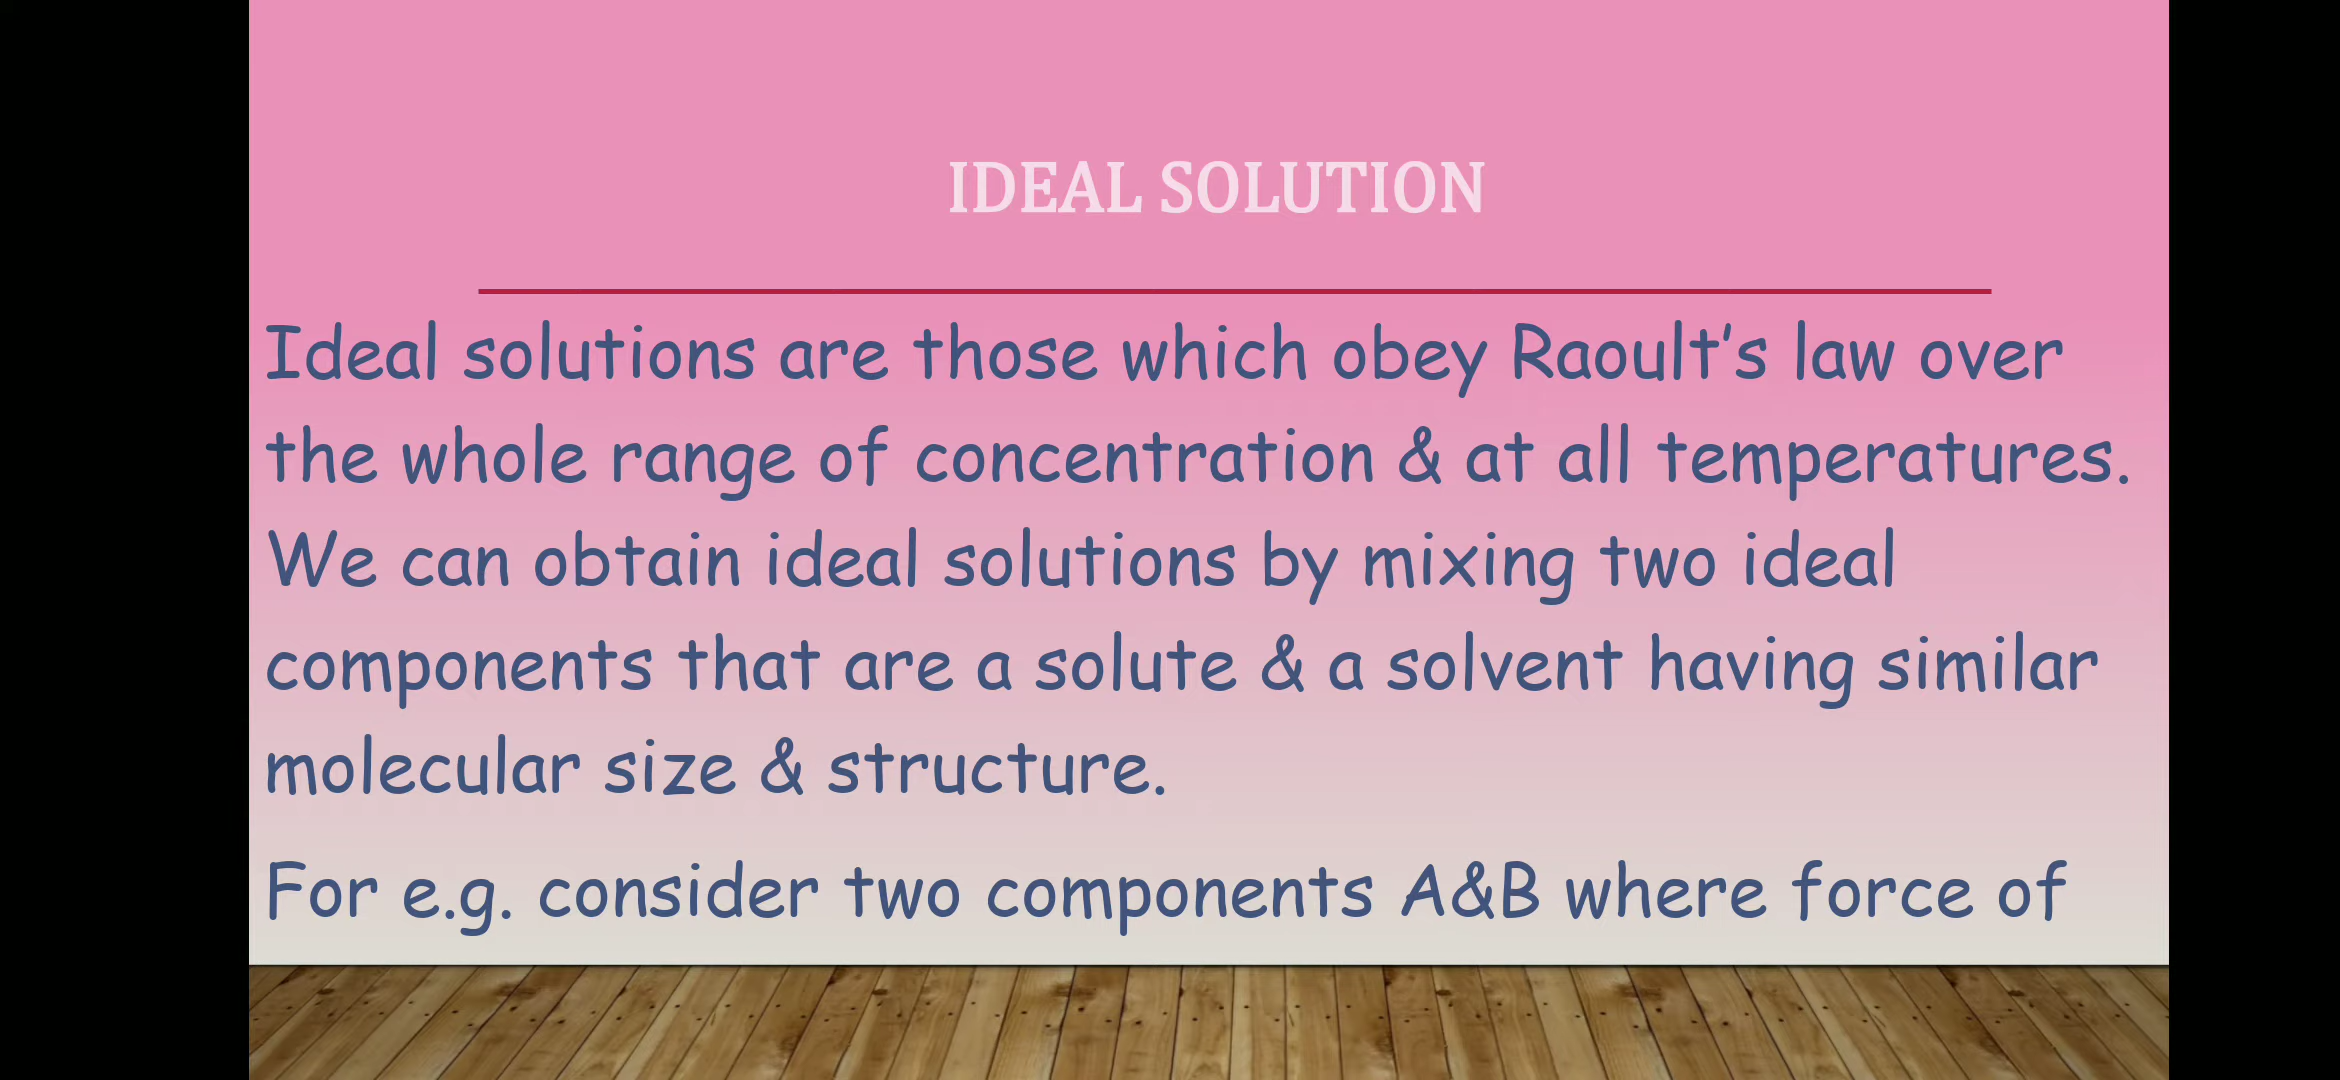 IDEAL SOLUTION
Ideal solutions are those which obey Raoult’s law over
the whole range of concentration & at all temperatures.
We can obtain ideal solutions by mixing two ideal
components that are a solute & a solvent having similar
molecular size & structure.
For e.g. consider two components A&B where force of